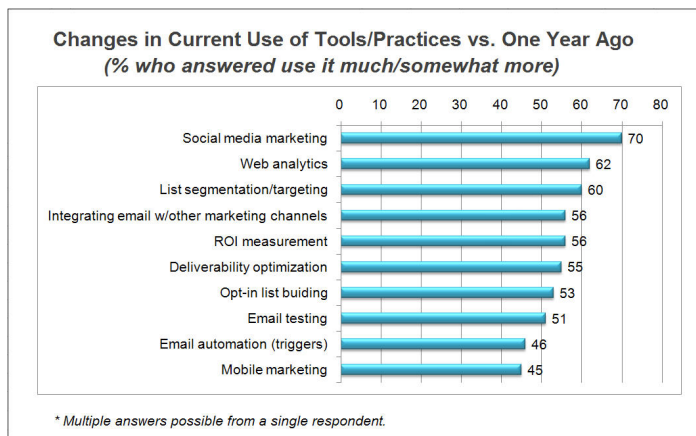 Changes in Current Use of Tools/Practices vs. One Year Ago
(% who answered use it much/somewhat more)
0 10 20 30 40 50 60 70 80
Social media marketing 70
Web analytics 62
List segmentation/targeting 60
Integrating email w/other marketing channels 56
ROI measurement 56
Deliverability optimization 55
Opt-in list buiding 53
Email testing 51
Email automation (triggers) 46
Mobile marketing 45
* Multiple answers possible from a single respondent.